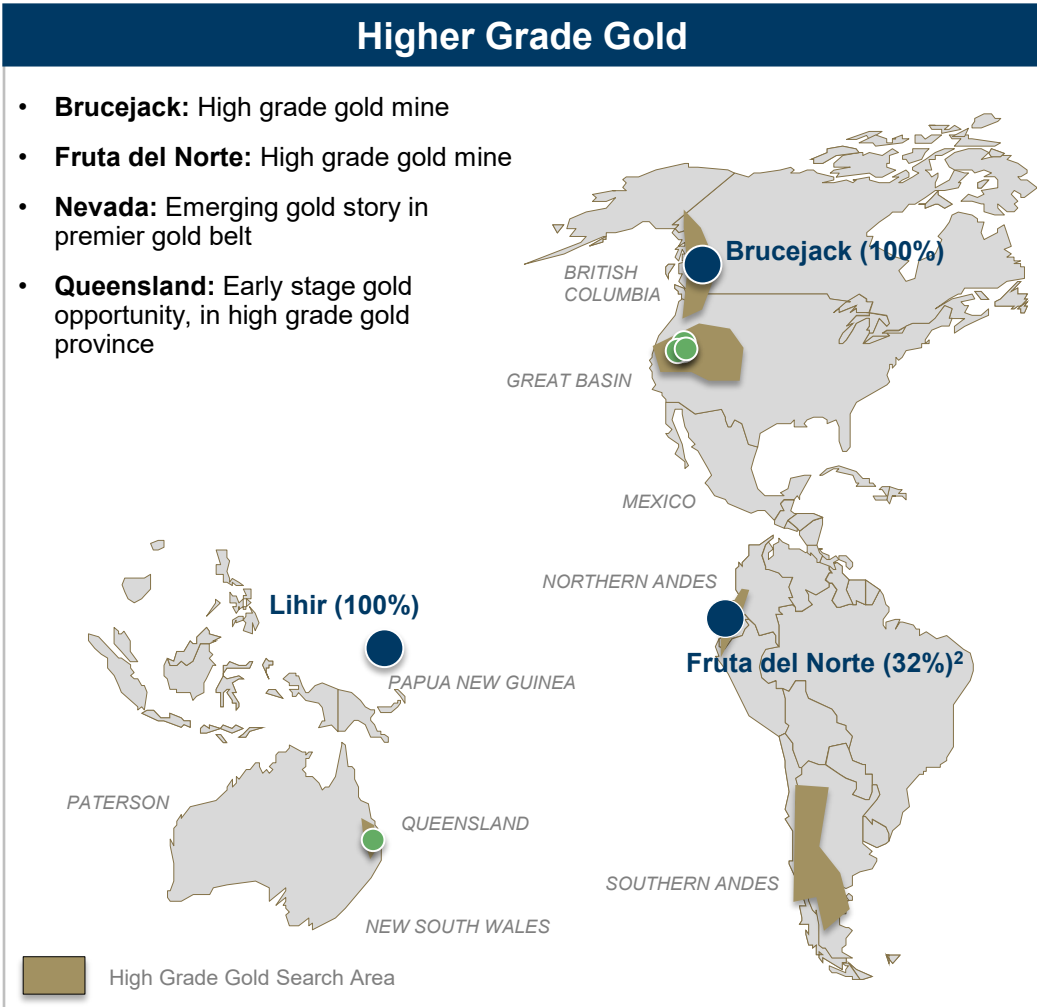 Higher Grade Gold
• Brucejack: High grade gold mine
• Fruta del Norte: High grade gold mine
• Nevada: Emerging gold story in
premier gold belt
• Queensland: Early stage gold
opportunity, in high grade gold
province
Brucejack (100%)
BRITISH
COLUMBIA
GREAT BASIN
MEXICO
NORTHERN ANDES
Lihir (100%)
Fruta del Norte (32%)²
PAPUA NEW GUINEA
PATERSON
QUEENSLAND
SOUTHERN ANDES
NEW SOUTH WALES
High Grade Gold Search Area